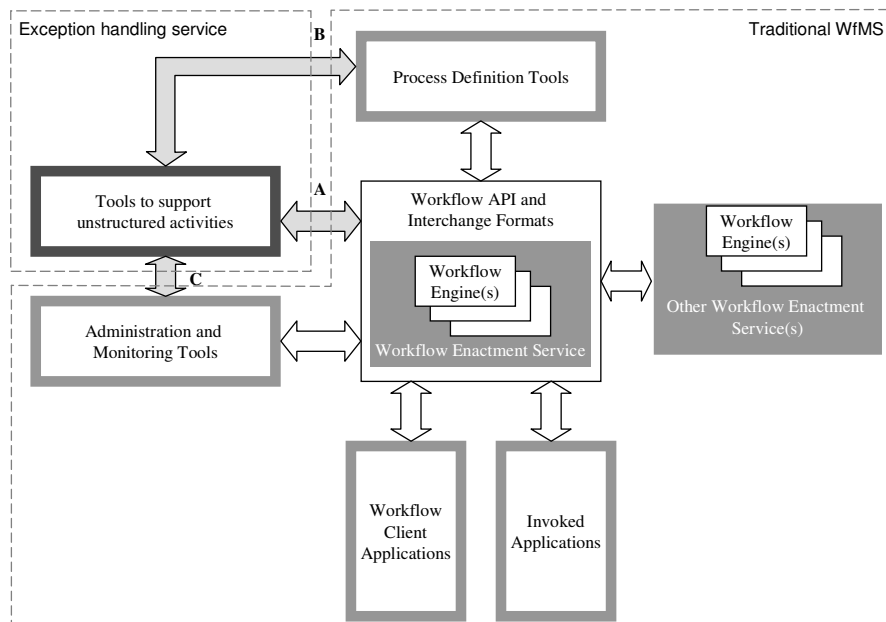 Exception handling service
B
Traditional WfMS
Process Definition Tools
Tools to support
unstructured activities
A
Workflow API and
Interchange Formats
Workflow
Engine(s)
Workflow Enactment Service
Workflow
Engine(s)
Other Workflow Enactment
Service(s)
C
Administration and
Monitoring Tools
Workflow
Client
Applications
Invoked
Applications